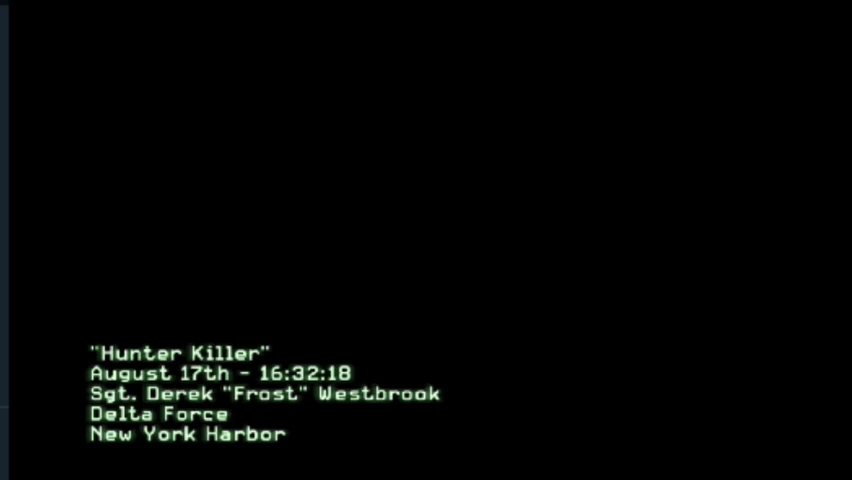 "Hunter Killer"
August 17th - 16:32:18
Sgt. Derek "Frost" Westbrook
Delta Force
New York Harbor